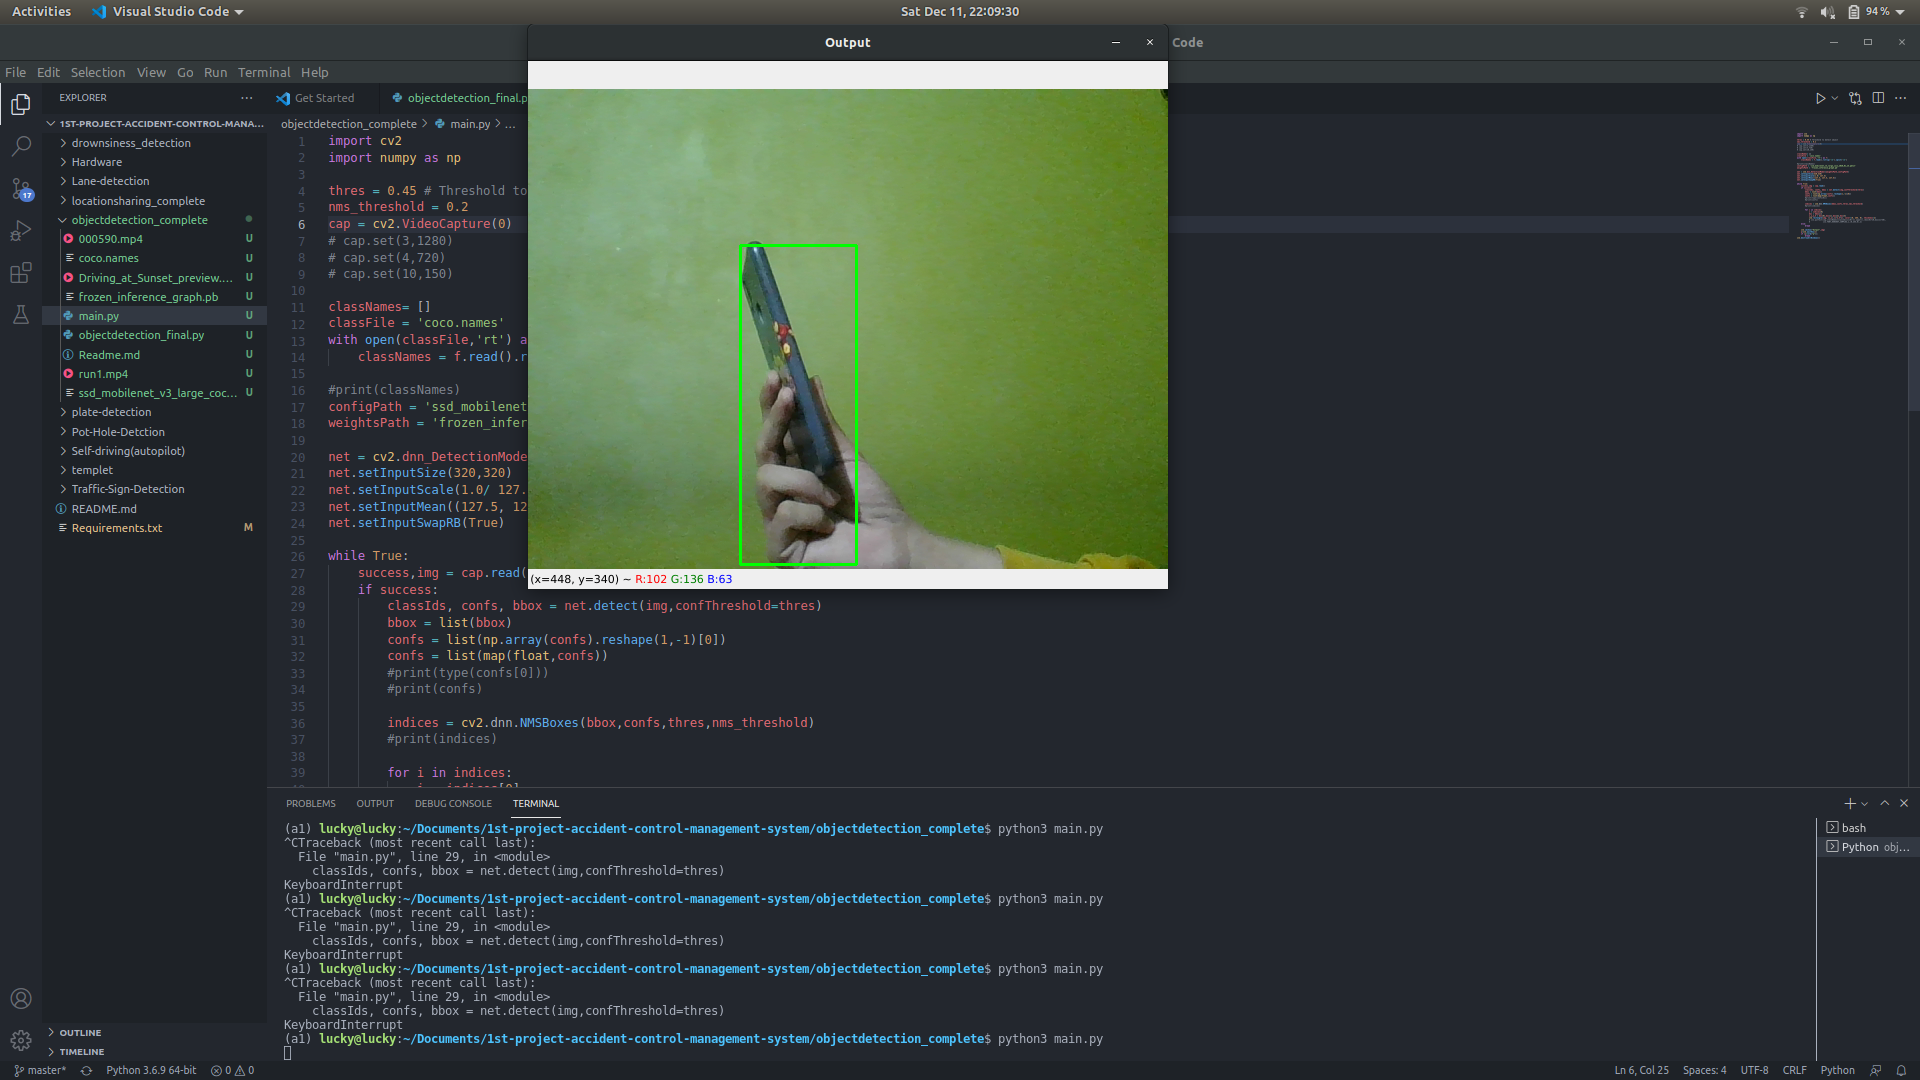 Activities Visual Studio Code Sat Dec 11, 22:09:30 94 %
Output
Code
File Edit Selection View Go Run Terminal Help
EXPLORER
Get Started
objectdetection_final.p
1ST-PROJECT-ACCIDENT-CONTROL-MANA...
objectdetection_complete > main.py > ...
drownsiness_detection
Hardware
Lane-detection
locationsharing_complete
objectdetection_complete
000590.mp4 U
coco.names U
Driving_at_Sunset_preview.... U
frozen_inference_graph.pb U
main.py U
objectdetection_final.py U
Readme.md U
run1.mp4 U
ssd_mobilenet_v3_large_coc... U
plate-detection
Pot-Hole-Detction
Self-driving(autopilot)
templet
Traffic-Sign-Detection
README.md
Requirements.txt M
17
OUTLINE
TIMELINE
1 import cv2
2 import numpy as np
3
4 thres = 0.45 # Threshold to
5 nms_threshold = 0.2
6 cap = cv2.VideoCapture(0)
7 # cap.set(3,1280)
8 # cap.set(4,720)
9 # cap.set(10,150)
10
11 classNames= []
12 classFile = 'coco.names'
13 with open(classFile,'rt') a
14 classNames = f.read().r
15
16 #print(classNames)
17 configPath = 'ssd_mobilenet
18 weightsPath = 'frozen_infer
19
20 net = cv2.dnn_DetectionMode
21 net.setInputSize(320,320)
22 net.setInputScale(1.0/ 127.
23 net.setInputMean((127.5, 12
24 net.setInputSwapRB(True)
25
26 while True:
27 success,img = cap.read(
28 if success:
29 classIds, confs, bbox = net.detect(img,confThreshold=thres)
30 bbox = list(bbox)
31 confs = list(np.array(confs).reshape(1,-1)[0])
32 confs = list(map(float,confs))
33 #print(type(confs[0]))
34 #print(confs)
35
36 indices = cv2.dnn.NMSBoxes(bbox,confs,thres,nms_threshold)
37 #print(indices)
38
39 for i in indices:
(x=448, y=340) ~ R:102 G:136 B:63
PROBLEMS OUTPUT DEBUG CONSOLE TERMINAL
(a1) lucky@lucky:~/Documents/1st-project-accident-control-management-system/objectdetection_complete$ python3 main.py
^CTraceback (most recent call last):
File "main.py", line 29, in <module>
classIds, confs, bbox = net.detect(img,confThreshold=thres)
KeyboardInterrupt
(a1) lucky@lucky:~/Documents/1st-project-accident-control-management-system/objectdetection_complete$ python3 main.py
^CTraceback (most recent call last):
File "main.py", line 29, in <module>
classIds, confs, bbox = net.detect(img,confThreshold=thres)
KeyboardInterrupt
(a1) lucky@lucky:~/Documents/1st-project-accident-control-management-system/objectdetection_complete$ python3 main.py
^CTraceback (most recent call last):
File "main.py", line 29, in <module>
classIds, confs, bbox = net.detect(img,confThreshold=thres)
KeyboardInterrupt
(a1) lucky@lucky:~/Documents/1st-project-accident-control-management-system/objectdetection_complete$ python3 main.py
bash
Python obj...
master* Python 3.6.9 64-bit 0 0 Ln 6, Col 25 Spaces: 4 UTF-8 CRLF Python